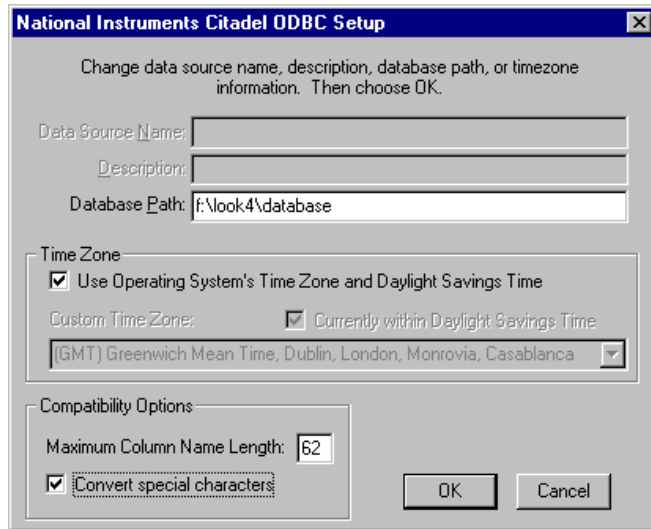 National Instruments Citadel ODBC Setup
Change data source name, description, database path, or timezone
information. Then choose OK.
Data Source Name:
Description:
Database Path: f:\look4\database
Time Zone
Use Operating System's Time Zone and Daylight Savings Time
Custom Time Zone: Currently within Daylight Savings Time
(GMT) Greenwich Mean Time, Dublin, London, Monrovia, Casablanca
Compatibility Options
Maximum Column Name Length: 62
Convert special characters
OK Cancel